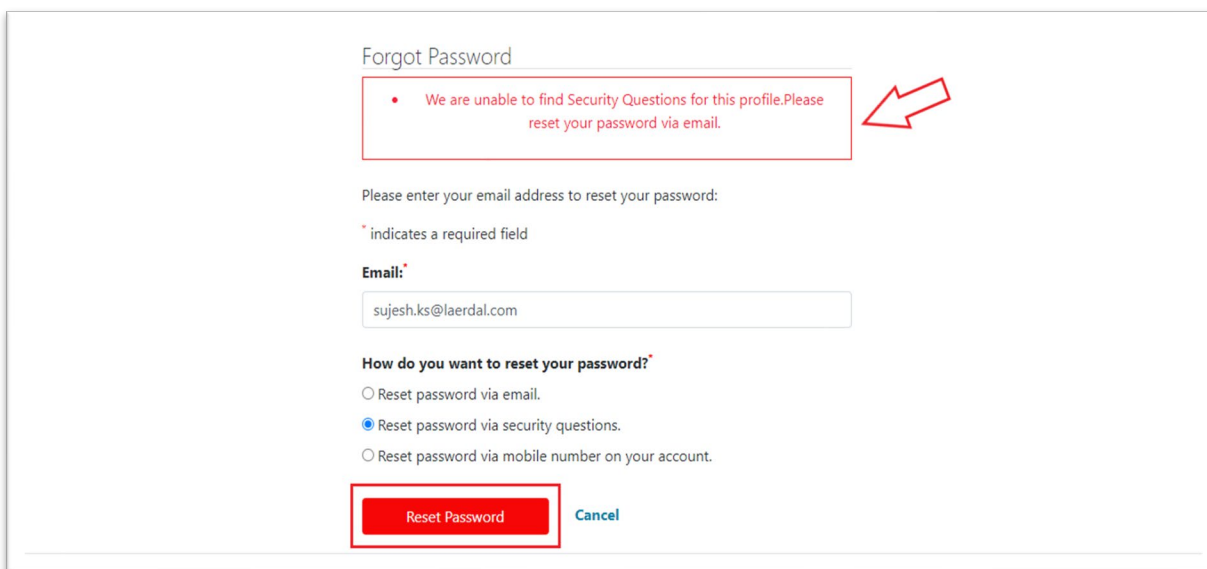 Forgot Password
• We are unable to find Security Questions for this profile.Please
reset your password via email.
Please enter your email address to reset your password:
* indicates a required field
Email:*
sujesh.ks@laerdal.com
How do you want to reset your password?*
Reset password via email.
Reset password via security questions.
Reset password via mobile number on your account.
Reset Password Cancel